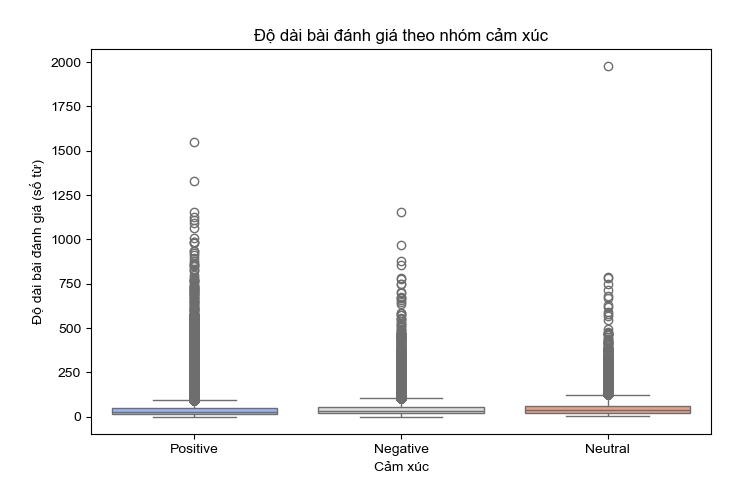 Độ dài bài đánh giá theo nhóm cảm xúc
Độ dài bài đánh giá (số từ)
2000
1750
1500
1250
1000
750
500
250
0
Positive
Negative
Neutral
Cảm xúc